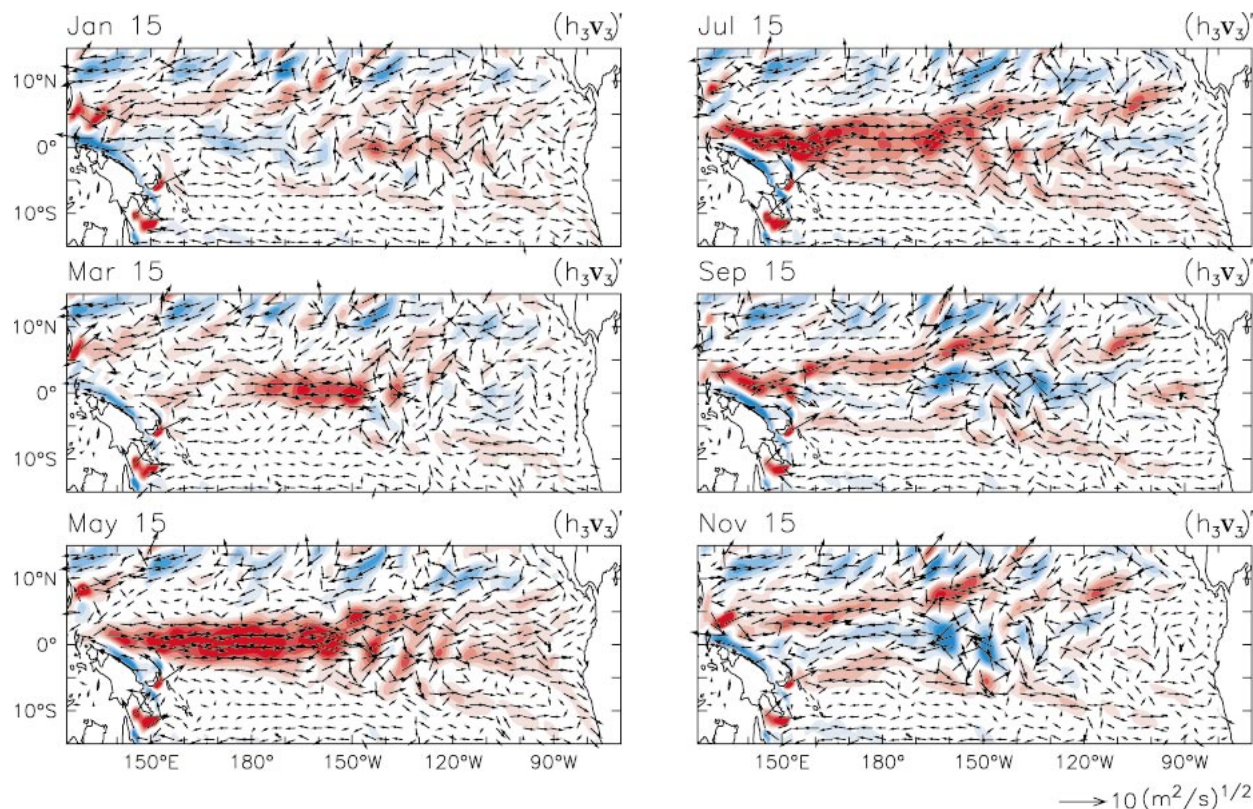 Jan 15 (h₃v₃)′
10°N
0°
10°S
Mar 15 (h₃v₃)′
10°N
0°
10°S
May 15 (h₃v₃)′
10°N
0°
10°S
150°E 180° 150°W 120°W 90°W
Jul 15 (h₃v₃)′
Sep 15 (h₃v₃)′
Nov 15 (h₃v₃)′
150°E 180° 150°W 120°W 90°W
10 (m²/s)¹/²